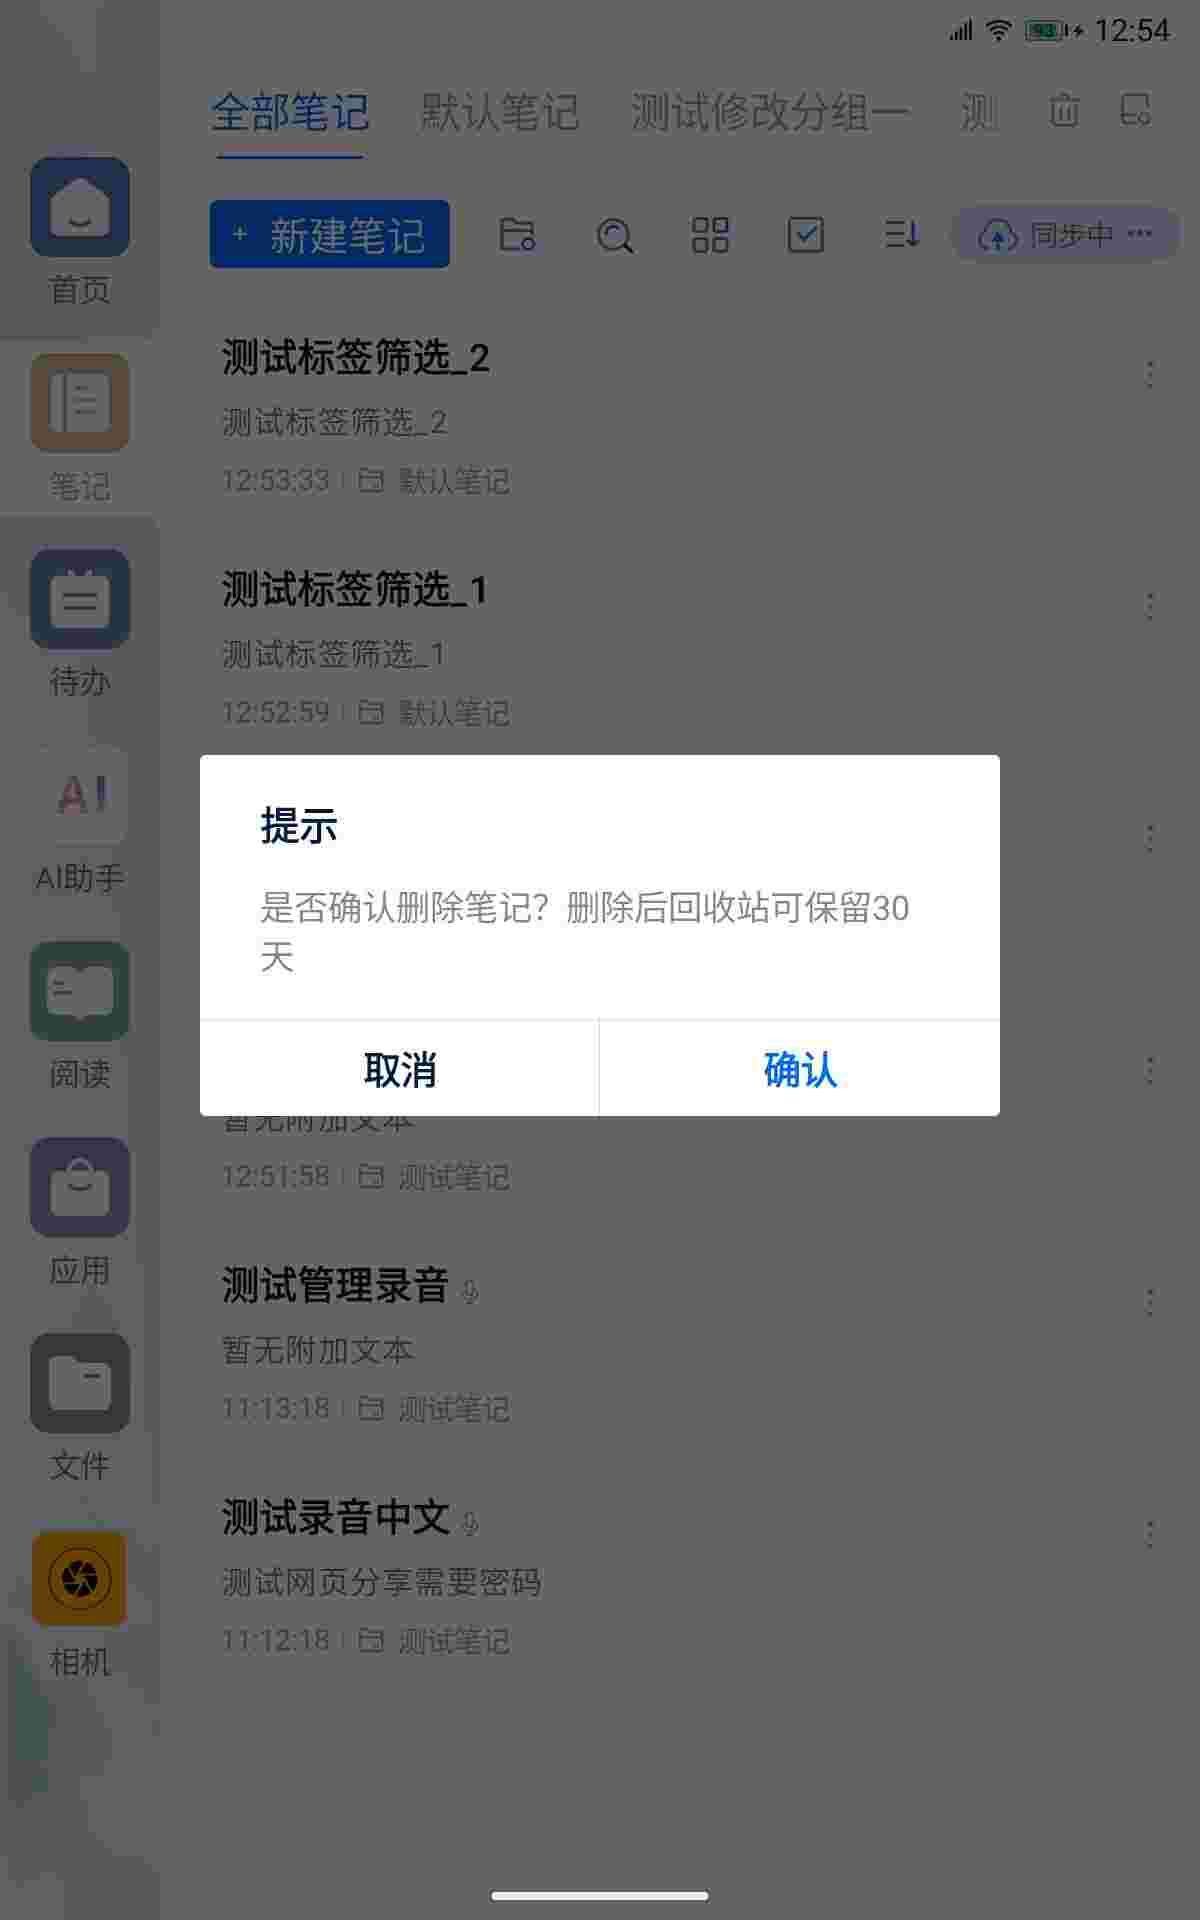 93 12:54
全部笔记 默认笔记 测试修改分组一 测
+ 新建笔记 同步中 ···
首页
笔记
待办
AI
AI助手
阅读
应用
文件
相机
测试标签筛选_2
测试标签筛选_2
12:53:33 默认笔记
测试标签筛选_1
测试标签筛选_1
12:52:59 默认笔记
提示
是否确认删除笔记？删除后回收站可保留30
天
取消 确认
暂无附加文本
12:51:58 测试笔记
测试管理录音
暂无附加文本
11:13:18 测试笔记
测试录音中文
测试网页分享需要密码
11:12:18 测试笔记